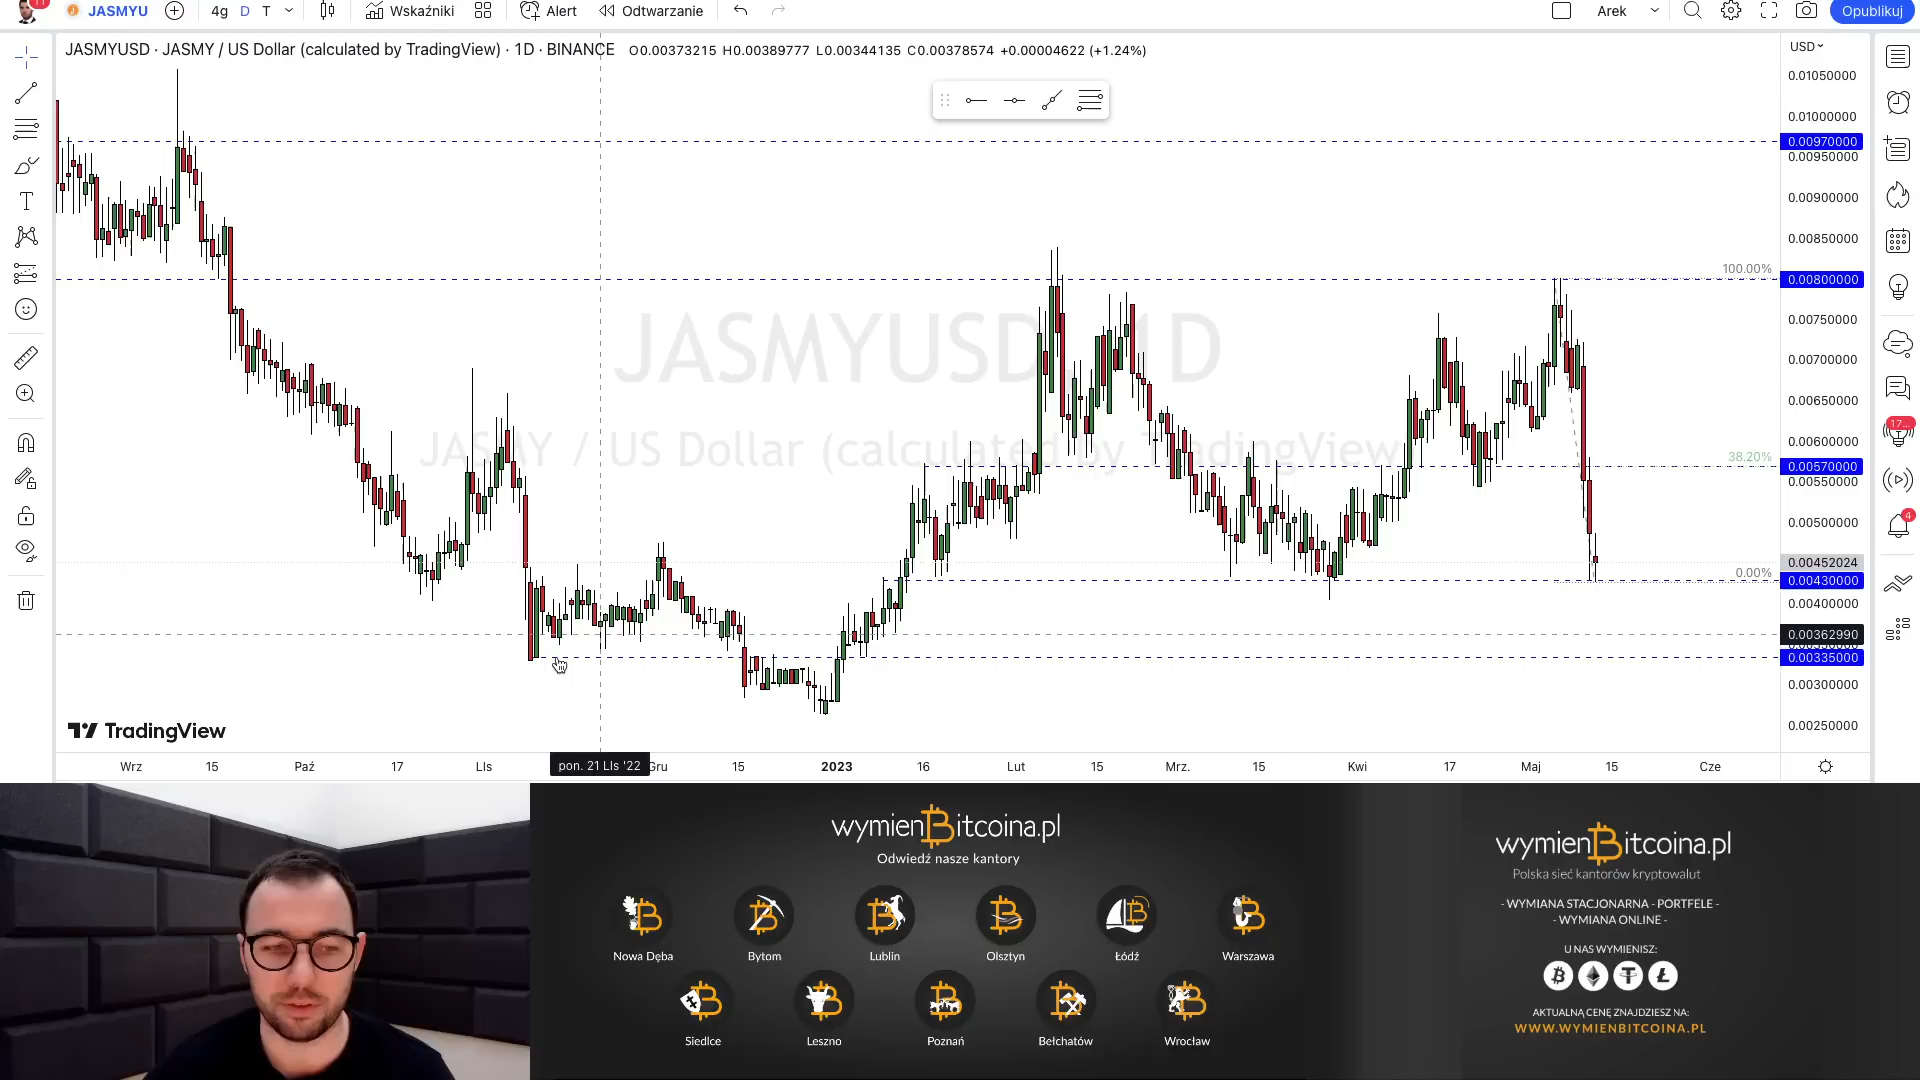 11
JASMYU
4g
D
T
Wskaźniki
Alert
Odtwarzanie
Arek
Opublikuj
JASMYUSD · JASMY / US Dollar (calculated by TradingView) · 1D · BINANCE
O0.00373215 H0.00389777 L0.00344135 C0.00378574 +0.00004622 (+1.24%)
USD
0.01050000
0.01000000
0.00970000
0.00950000
0.00900000
0.00850000
100.00%
0.00800000
0.00750000
0.00700000
0.00650000
0.00600000
38.20%
0.00570000
0.00550000
0.00500000
0.00452024
0.00%
0.00430000
0.00400000
0.00362990
0.00335000
0.00300000
0.00250000
JASMYUSD, 1D
JASMY / US Dollar (calculated by TradingView
17...
4
TradingView
Wrz
15
Paź
17
LIs
pon. 21 LIs '22
Gru
15
2023
16
Lut
15
Mrz.
15
Kwi
17
Maj
15
Cze
wymienBitcoina.pl
Odwiedź nasze kantory
Nowa Dęba
Bytom
Lublin
Olsztyn
Łódź
Warszawa
Siedlce
Leszno
Poznań
Bełchatów
Wrocław
wymienBitcoina.pl
Polska sieć kantorów kryptowalut
- WYMIANA STACJONARNA - PORTFELE -
- WYMIANA ONLINE -
U NAS WYMIENISZ:
AKTUALNĄ CENĘ ZNAJDZIESZ NA:
WWW.WYMIENBITCOINA.PL